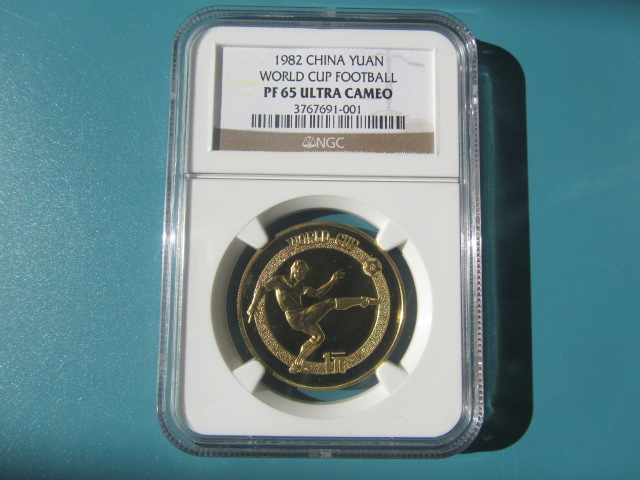 1982 CHINA YUAN
WORLD CUP FOOTBALL
PF 65 ULTRA CAMEO
3767691-001
NGC
WORLD CUP
1元